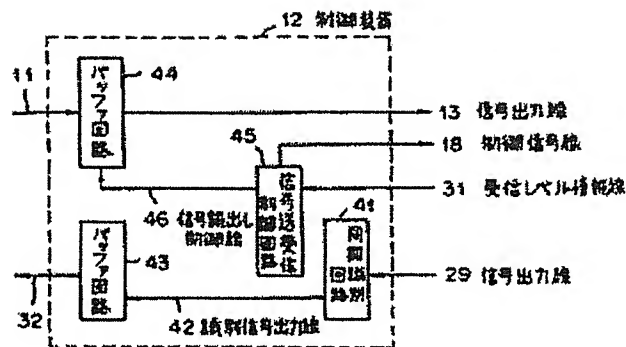 12 制御装置
11
バッファ回路
44
13 信号出力線
45
18 制御信号線
信号送受信
制御回路
31 受信レベル情報線
46 信号読出し
制御線
41
同期識別
回路
バッファ回路
43
29 信号出力線
32
42 識別信号出力線